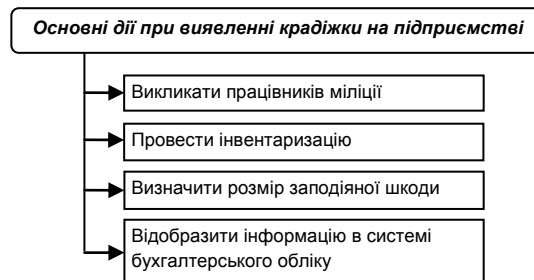 Основні дії при виявленні крадіжки на підприємстві
Викликати працівників міліції
Провести інвентаризацію
Визначити розмір заподіяної шкоди
Відобразити інформацію в системі
бухгалтерського обліку